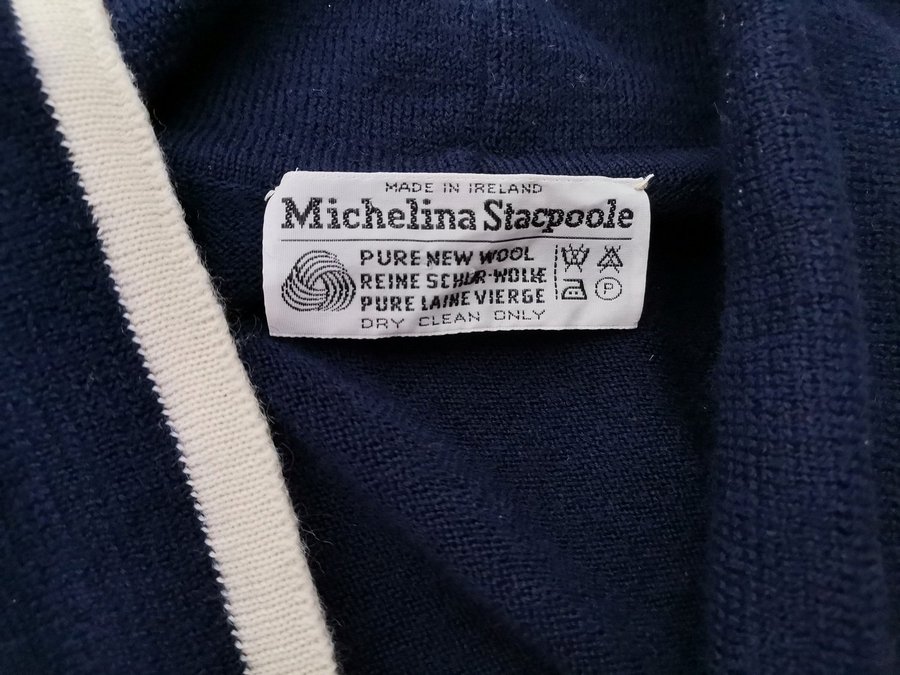 MADE IN IRELAND
Michelina Stacpoole
PURE NEW WOOL
REINE SCHUR-WOLLE
PURE LAINE VIERGE
DRY CLEAN ONLY
P